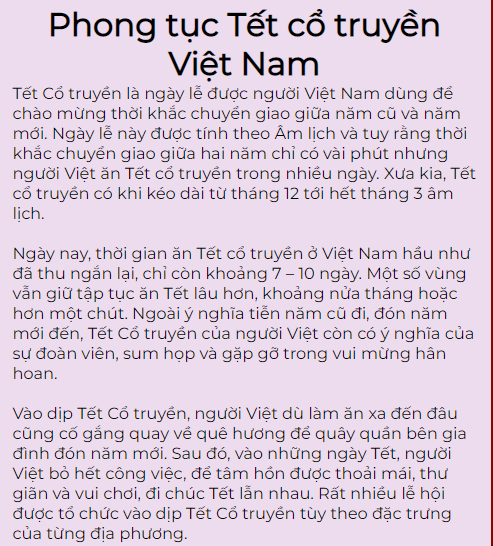 Phong tục Tết cổ truyền
Việt Nam
Tết Cổ truyền là ngày lễ được người Việt Nam dùng để
chào mừng thời khắc chuyển giao giữa năm cũ và năm
mới. Ngày lễ này được tính theo Âm lịch và tuy rằng thời
khắc chuyển giao giữa hai năm chỉ có vài phút nhưng
người Việt ăn Tết cổ truyền trong nhiều ngày. Xưa kia, Tết
cổ truyền có khi kéo dài từ tháng 12 tới hết tháng 3 âm
lịch.
Ngày nay, thời gian ăn Tết cổ truyền ở Việt Nam hầu như
đã thu ngắn lại, chỉ còn khoảng 7 – 10 ngày. Một số vùng
vẫn giữ tập tục ăn Tết lâu hơn, khoảng nửa tháng hoặc
hơn một chút. Ngoài ý nghĩa tiễn năm cũ đi, đón năm
mới đến, Tết Cổ truyền của người Việt còn có ý nghĩa của
sự đoàn viên, sum họp và gặp gỡ trong vui mừng hân
hoan.
Vào dịp Tết Cổ truyền, người Việt dù làm ăn xa đến đâu
cũng cố gắng quay về quê hương để quây quần bên gia
đình đón năm mới. Sau đó, vào những ngày Tết, người
Việt bỏ hết công việc, để tâm hồn được thoải mái, thư
giãn và vui chơi, đi chúc Tết lẫn nhau. Rất nhiều lễ hội
được tổ chức vào dịp Tết Cổ truyền tùy theo đặc trưng
của từng địa phương.